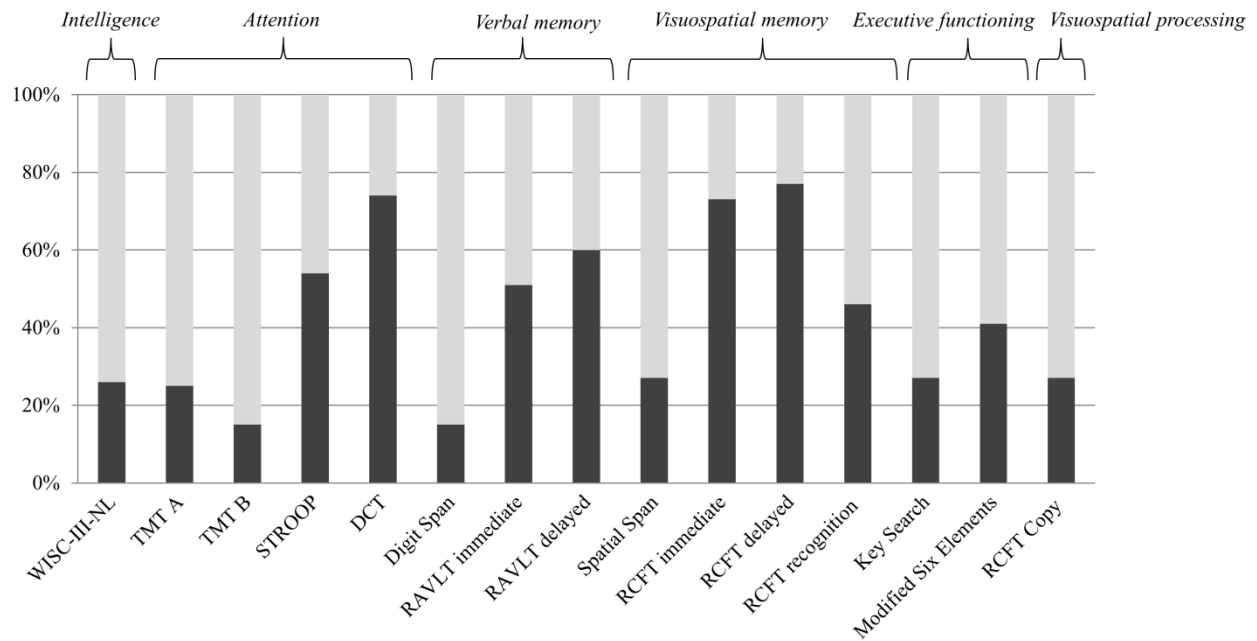 Intelligence Attention Verbal memory Visuospatial memory Executive functioning Visuospatial processing
100%
80%
60%
40%
20%
0%
WISC-III-NL
TMT A
TMT B
STROOP
DCT
Digit Span
RAVLT immediate
RAVLT delayed
Spatial Span
RCFT immediate
RCFT delayed
RCFT recognition
Key Search
Modified Six Elements
RCFT Copy